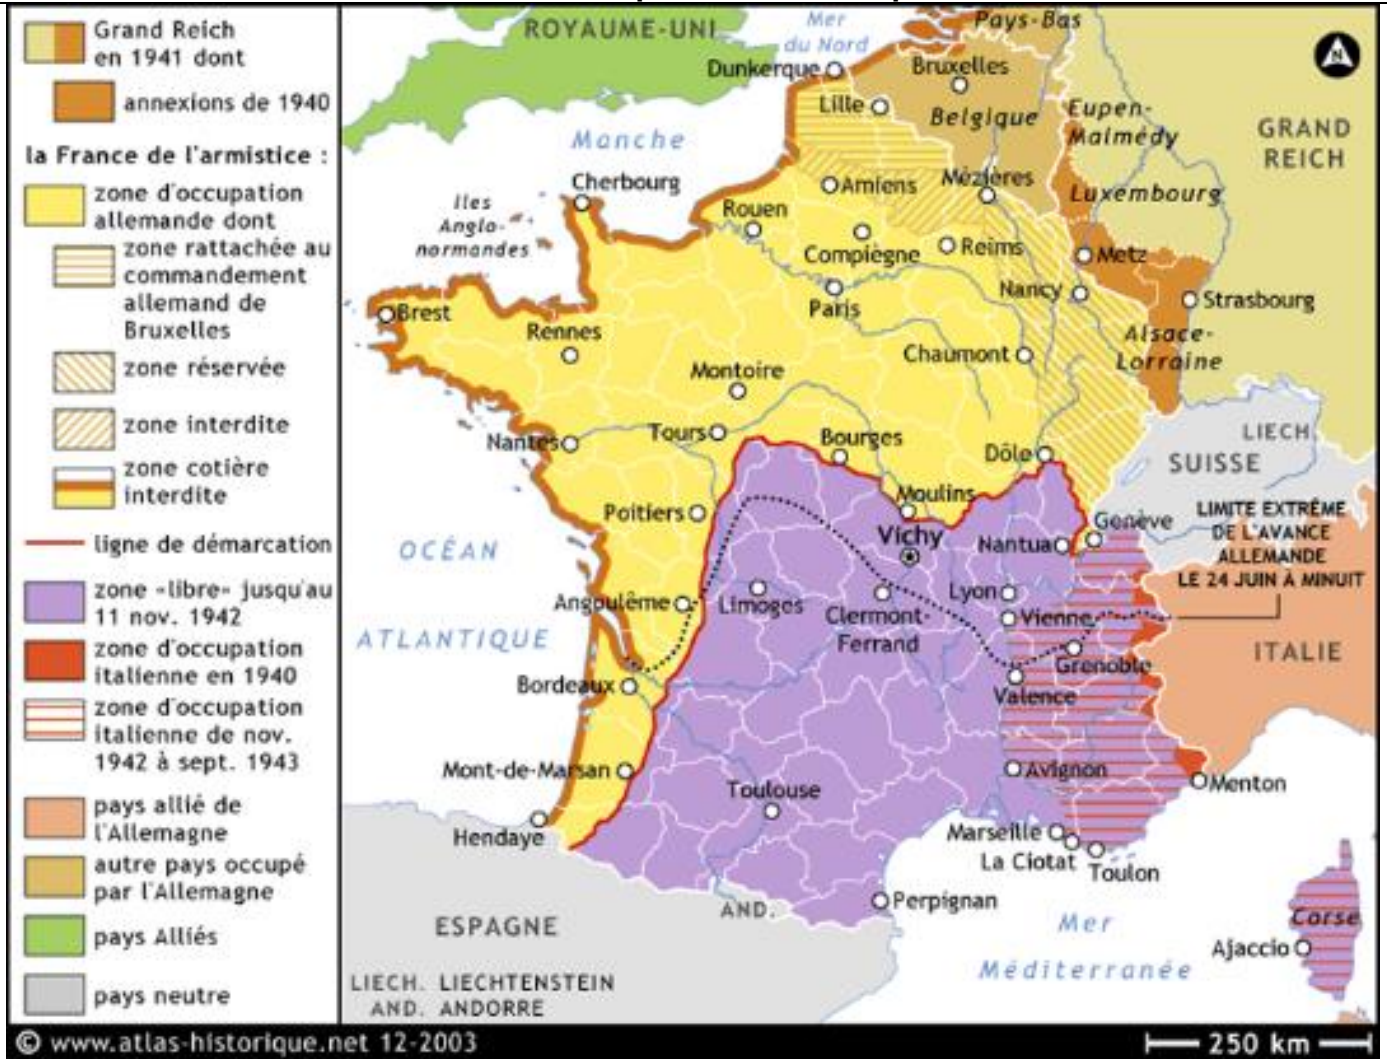 Grand Reich
en 1941 dont
annexions de 1940
la France de l'armistice :
zone d'occupation
allemande dont
zone rattachée au
commandement
allemand de
Bruxelles
zone réservée
zone interdite
zone cotière
interdite
ligne de démarcation
zone «libre» jusqu'au
11 nov. 1942
zone d'occupation
italienne en 1940
zone d'occupation
italienne de nov.
1942 à sept. 1943
pays allié de
l'Allemagne
autre pays occupé
par l'Allemagne
pays Alliés
pays neutre
ROYAUME-UNI
Mer
du Nord
Pays-Bas
Dunkerque
Bruxelles
Lille
Belgique
Eupen-
Malmédy
GRAND
REICH
Manche
Cherbourg
Amiens
Mézières
Luxembourg
Iles
Anglo-
normandes
Rouen
Compiègne
Reims
Metz
Paris
Nancy
Strasbourg
Brest
Rennes
Chaumont
Alsace-
Lorraine
Montoire
Nantes
Tours
Bourges
Dôle
LIECH.
SUISSE
Poitiers
Moulins
Vichy
Nantua
Genève
LIMITE EXTRÊME
DE L'AVANCE
ALLEMANDE
LE 24 JUIN À MINUIT
OCÉAN
ATLANTIQUE
Angoulême
Limoges
Clermont-
Ferrand
Lyon
Vienne
Grenoble
ITALIE
Bordeaux
Valence
Mont-de-Marsan
Toulouse
Avignon
Menton
Hendaye
Marseille
La Ciotat
Toulon
Perpignan
AND.
ESPAGNE
Mer
Méditerranée
Corse
Ajaccio
LIECH. LIECHTENSTEIN
AND. ANDORRE
© www.atlas-historique.net 12-2003
250 km
N